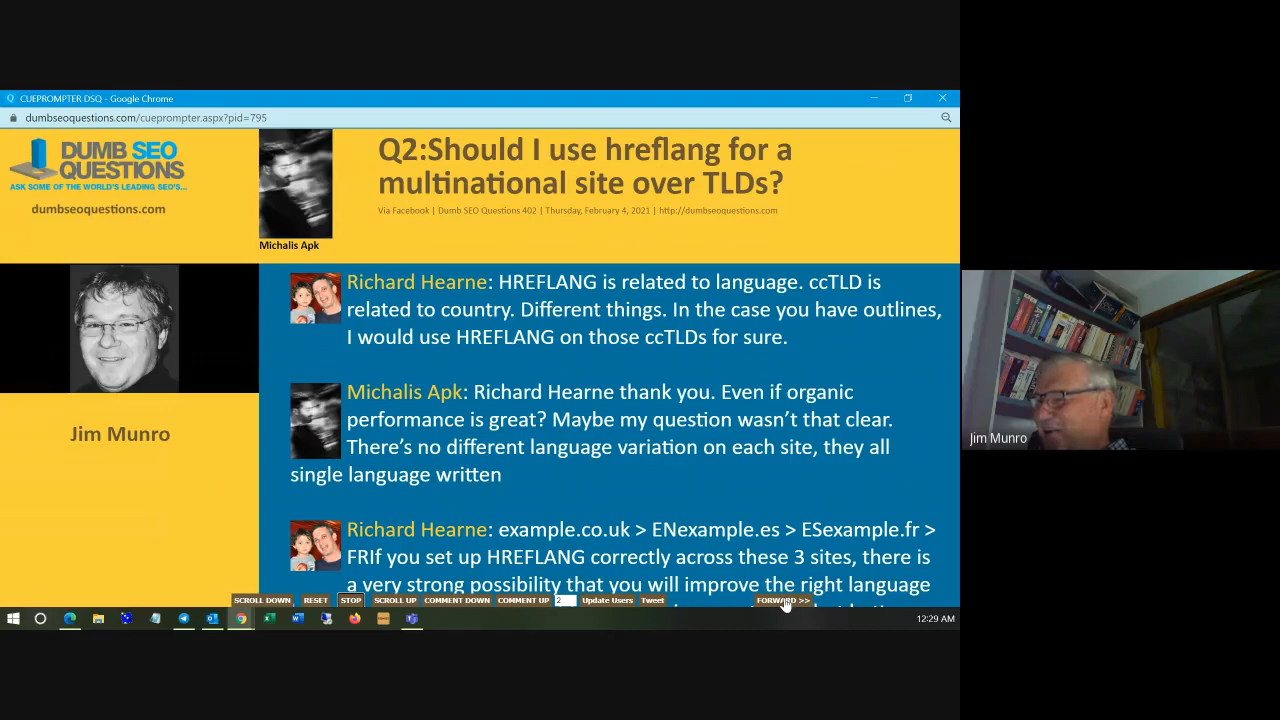 CUEPROMPTER DSQ - Google Chrome
dumbseoquestions.com/cueprompter.aspx?pid=795
DUMB SEO
QUESTIONS
ASK SOME OF THE WORLD'S LEADING SEO'S...
dumbseoquestions.com
Michalis Apk
Q2:Should I use hreflang for a
multinational site over TLDs?
Via Facebook | Dumb SEO Questions 402 | Thursday, February 4, 2021 | http://dumbseoquestions.com
Jim Munro
Richard Hearne: HREFLANG is related to language. ccTLD is
related to country. Different things. In the case you have outlines,
I would use HREFLANG on those ccTLDs for sure.
Michalis Apk: Richard Hearne thank you. Even if organic
performance is great? Maybe my question wasn't that clear.
There's no different language variation on each site, they all
single language written
Richard Hearne: example.co.uk > ENexample.es > ESexample.fr >
FRIf you set up HREFLANG correctly across these 3 sites, there is
a very strong possibility that you will improve the right language
SCROLL DOWN RESET STOP SCROLL UP COMMENT DOWN COMMENT UP 2 Update Users Tweet FORWARD >>
12:29 AM
Jim Munro